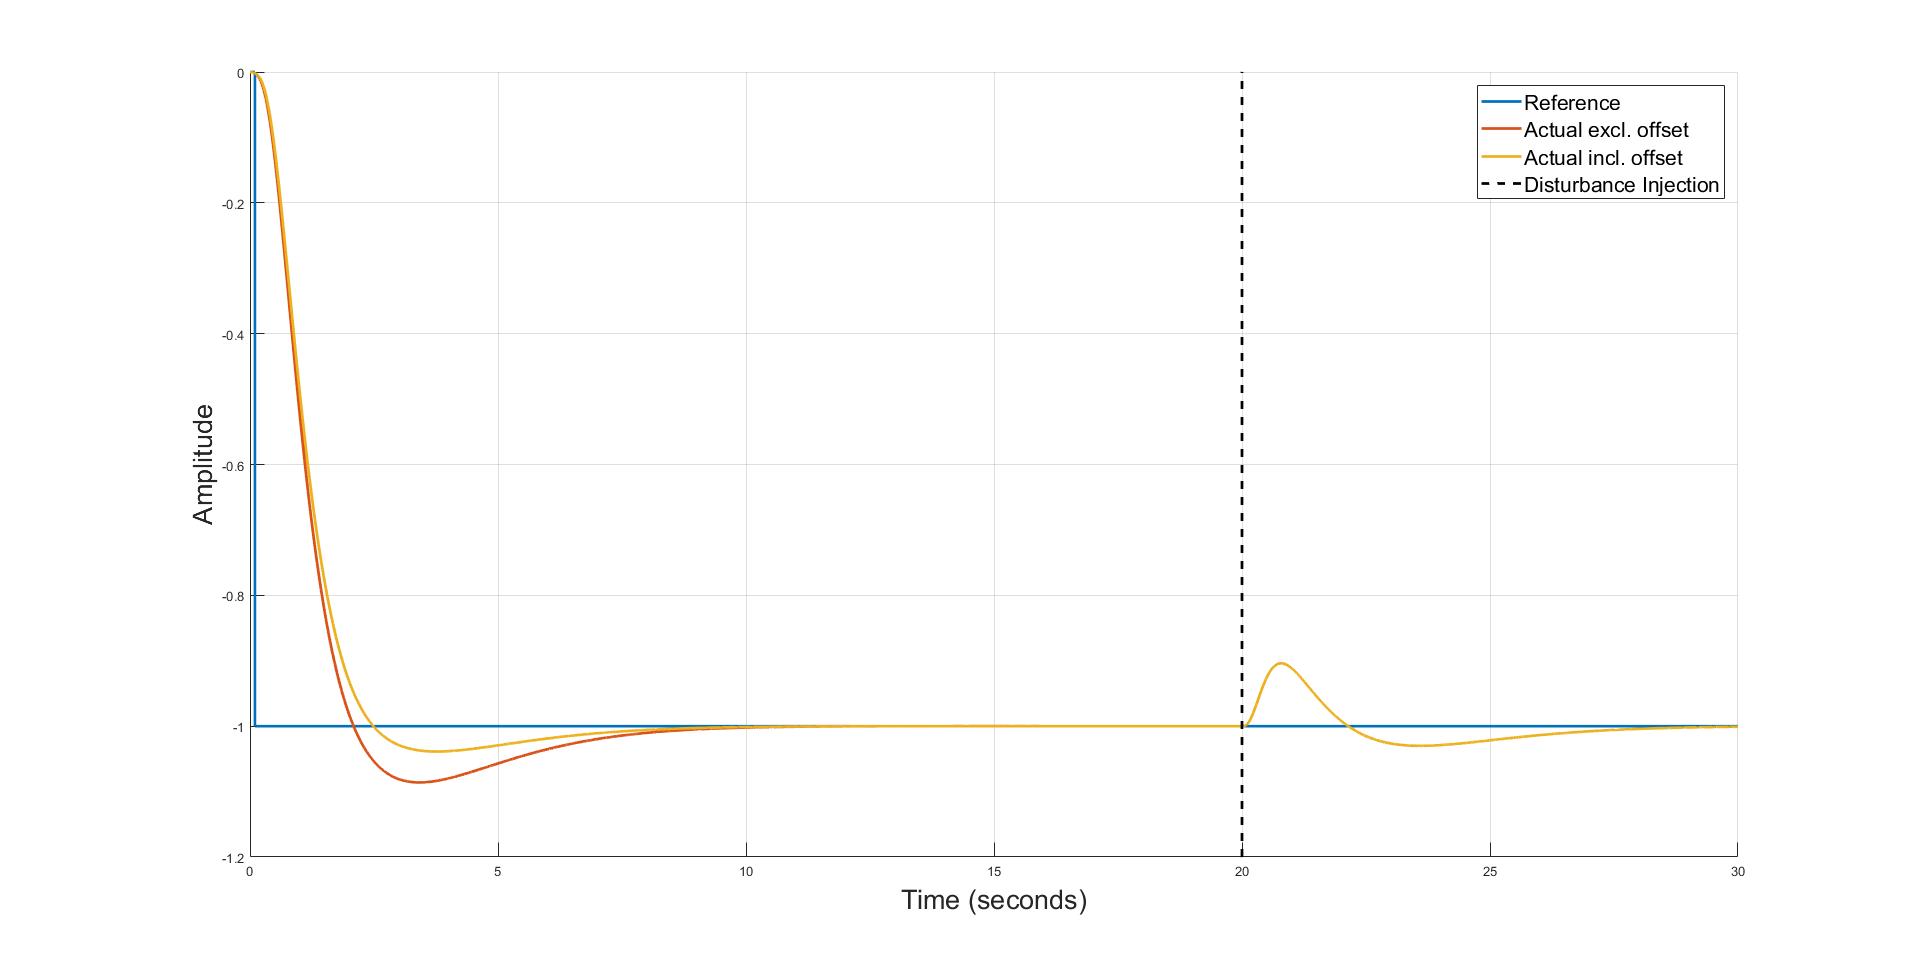 0
-0.2
-0.4
-0.6
-0.8
-1
-1.2
Amplitude
0
5
10
15
20
25
30
Time (seconds)
Reference
Actual excl. offset
Actual incl. offset
Disturbance Injection